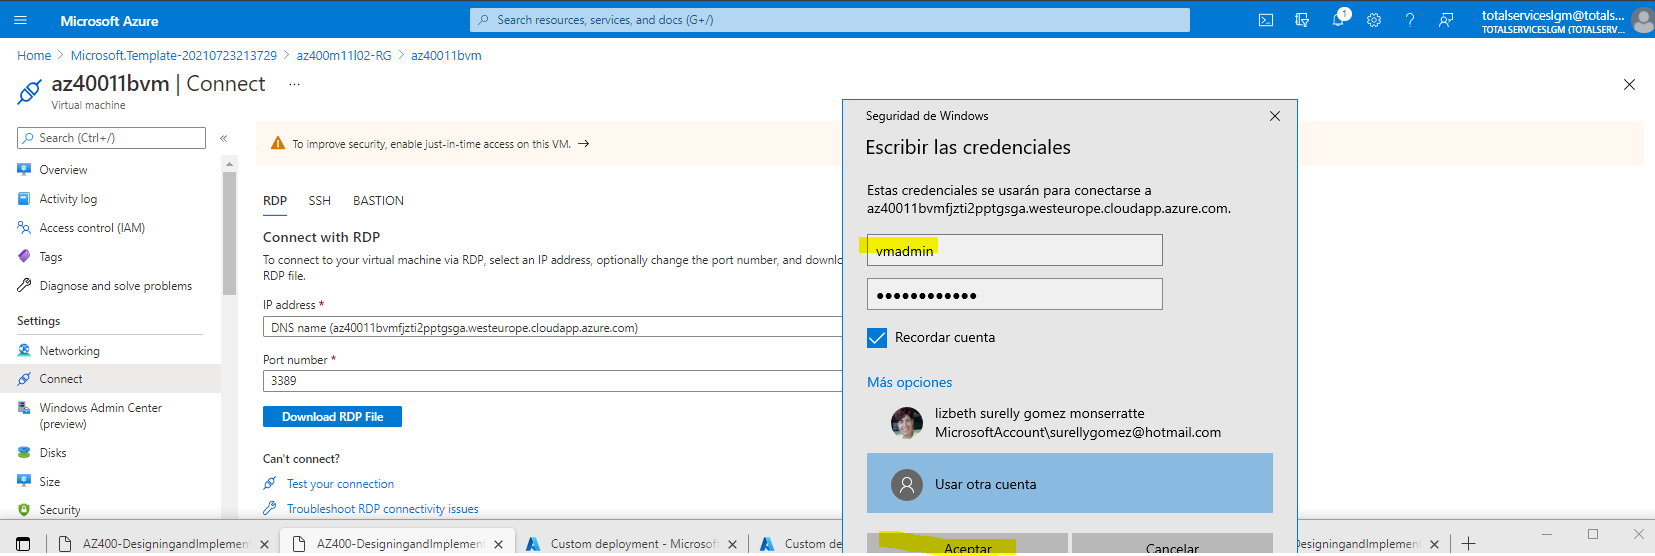 Microsoft Azure
Search resources, services, and docs (G+/)
1
totalserviceslgm@totals...
TOTALSERVICESLGM (TOTALSERV...
Home > Microsoft.Template-20210723213729 > az400m11l02-RG > az40011bvm
az40011bvm | Connect ...
Virtual machine
Search (Ctrl+/)
«
Overview
Activity log
Access control (IAM)
Tags
Diagnose and solve problems
Settings
Networking
Connect
Windows Admin Center
(preview)
Disks
Size
Security
To improve security, enable just-in-time access on this VM. →
RDP SSH BASTION
Connect with RDP
To connect to your virtual machine via RDP, select an IP address, optionally change the port number, and downlo
RDP file.
IP address *
DNS name (az40011bvmfjzti2pptgsga.westeurope.cloudapp.azure.com)
Port number *
3389
Download RDP File
Can't connect?
Test your connection
Troubleshoot RDP connectivity issues
Seguridad de Windows
Escribir las credenciales
Estas credenciales se usarán para conectarse a
az40011bvmfjzti2pptgsga.westeurope.cloudapp.azure.com.
vmadmin
●●●●●●●●●●●●
Recordar cuenta
Más opciones
lizbeth surelly gomez monserratte
MicrosoftAccount\surellygomez@hotmail.com
Usar otra cuenta
Aceptar
Cancelar
AZ400-DesigningandImplement
AZ400-DesigningandImplement
Custom deployment - Microsof
Custom de
esigningandImplement